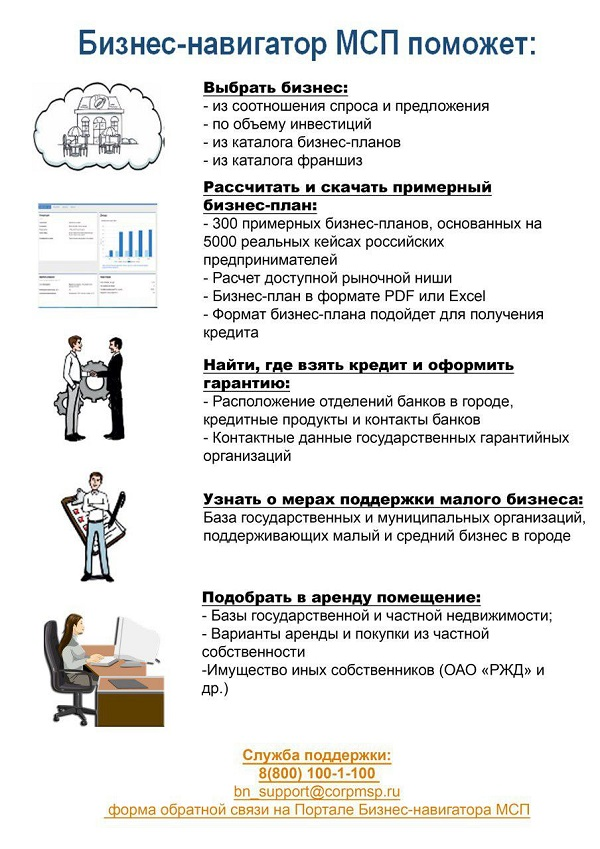 Бизнес-навигатор МСП поможет:
Выбрать бизнес:
- из соотношения спроса и предложения
- по объему инвестиций
- из каталога бизнес-планов
- из каталога франшиз
Рассчитать и скачать примерный
бизнес-план:
- 300 примерных бизнес-планов, основанных на
5000 реальных кейсах российских
предпринимателей
- Расчет доступной рыночной ниши
- Бизнес-план в формате PDF или Excel
- Формат бизнес-плана подойдет для получения
кредита
Найти, где взять кредит и оформить
гарантию:
- Расположение отделений банков в городе,
кредитные продукты и контакты банков
- Контактные данные государственных гарантийных
организаций
Узнать о мерах поддержки малого бизнеса:
База государственных и муниципальных организаций,
поддерживающих малый и средний бизнес в городе
Подобрать в аренду помещение:
- Базы государственной и частной недвижимости;
- Варианты аренды и покупки из частной
собственности
-Имущество иных собственников (ОАО «РЖД» и
др.)
Служба поддержки:
8(800) 100-1-100
bn_support@corpmsp.ru
форма обратной связи на Портале Бизнес-навигатора МСП